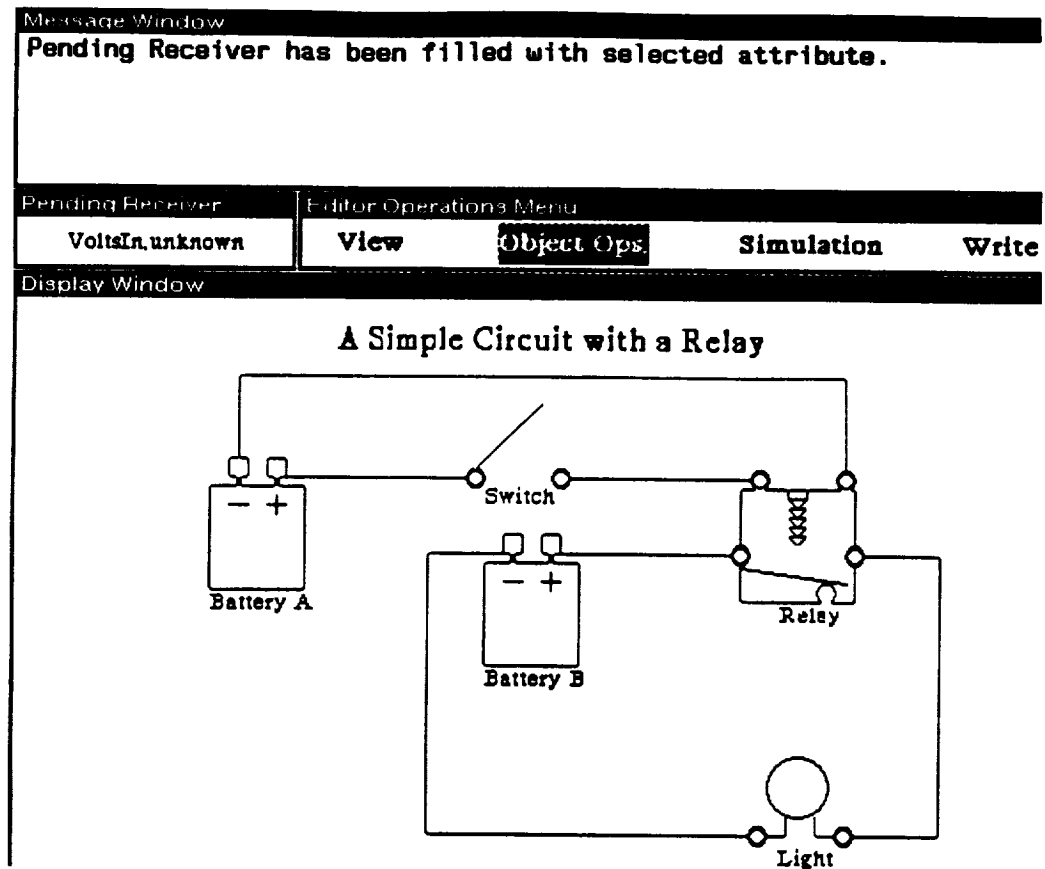 Message Window
Pending Receiver has been filled with selected attribute.
Pending Receiver
Editor Operations Menu
VoltsIn, unknown
View
Object Ops.
Simulation
Write
Display Window
A Simple Circuit with a Relay
− +
Switch
Battery A
− +
Relay
Battery B
Light